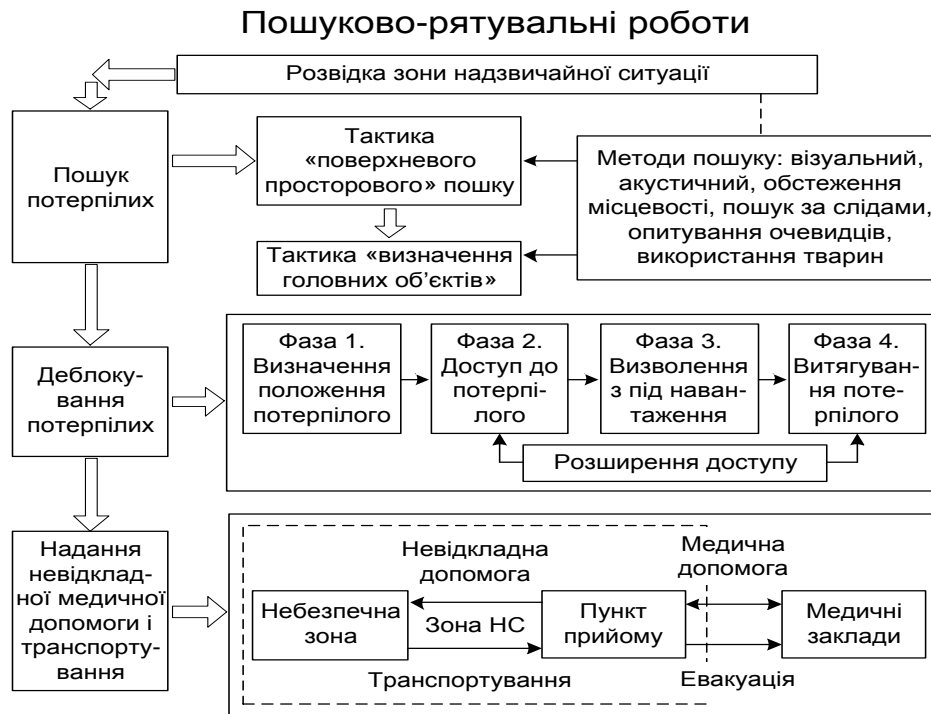 Пошуково-рятувальні роботи
Розвідка зони надзвичайної ситуації
Пошук
потерпілих
Тактика
«поверхневого
просторового» пошку
Тактика «визначення
головних об’єктів»
Методи пошуку: візуальний,
акустичний, обстеження
місцевості, пошук за слідами,
опитування очевидців,
використання тварин
Деблоку-
вання
потерпілих
Фаза 1.
Визначення
положення
потерпілого
Фаза 2.
Доступ до
потерпі-
лого
Фаза 3.
Визволення
з під наван-
таження
Фаза 4.
Витягуван-
ня поте-
рпілого
Розширення доступу
Надання
невідклад-
ної медичної
допомоги і
транспорту-
вання
Невідкладна
допомога
Медична
допомога
Небезпечна
зона
Зона НС
Пункт
прийому
Медичні
заклади
Транспортування
Евакуація